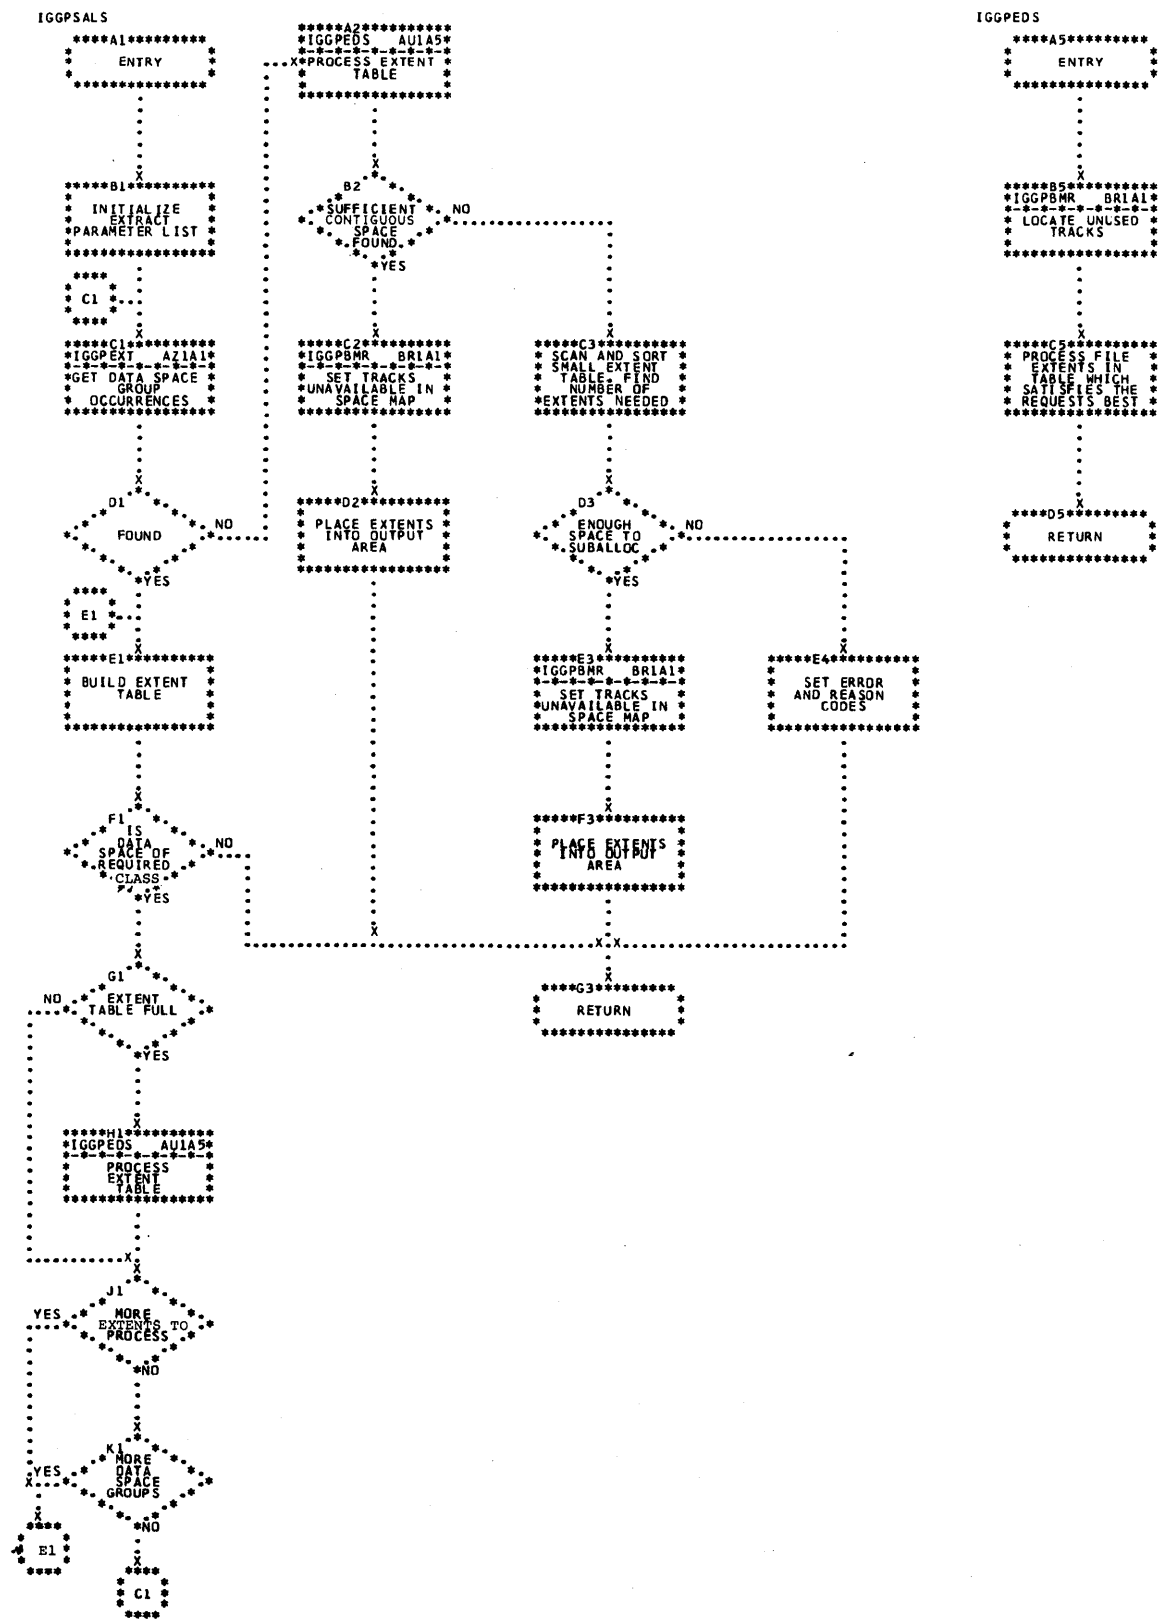 IGGPSALS
A1
ENTRY
B1
INITIALIZE
EXTRACT
PARAMETER LIST
C1
C1
IGGPEXT AZ1A1
GET DATA SPACE
GROUP
OCCURRENCES
D1
FOUND
NO
YES
E1
E1
BUILD EXTENT
TABLE
F1
IS
DATA
SPACE OF
REQUIRED
CLASS
NO
YES
G1
EXTENT
TABLE FULL
NO
YES
H1
IGGPEDS AU1A5
PROCESS
EXTENT
TABLE
J1
MORE
EXTENTS TO
PROCESS
YES
NO
K1
MORE
DATA
SPACE
GROUPS
YES
NO
E1
C1
A2
IGGPEDS AU1A5
PROCESS EXTENT
TABLE
B2
SUFFICIENT
CONTIGUOUS
SPACE
FOUND
NO
YES
C2
IGGPBMR BR1A1
SET TRACKS
UNAVAILABLE IN
SPACE MAP
D2
PLACE EXTENTS
INTO OUTPUT
AREA
C3
SCAN AND SORT
SMALL EXTENT
TABLE. FIND
NUMBER OF
EXTENTS NEEDED
D3
ENOUGH
SPACE TO
SUBALLOC
NO
YES
E3
IGGPBMR BR1A1
SET TRACKS
UNAVAILABLE IN
SPACE MAP
F3
PLACE EXTENTS
INTO OUTPUT
AREA
G3
RETURN
E4
SET ERROR
AND REASON
CODES
IGGPEDS
A5
ENTRY
B5
IGGPBMR BR1A1
LOCATE UNUSED
TRACKS
C5
PROCESS FILE
EXTENTS IN
TABLE WHICH
SATISFIES THE
REQUESTS BEST
D5
RETURN